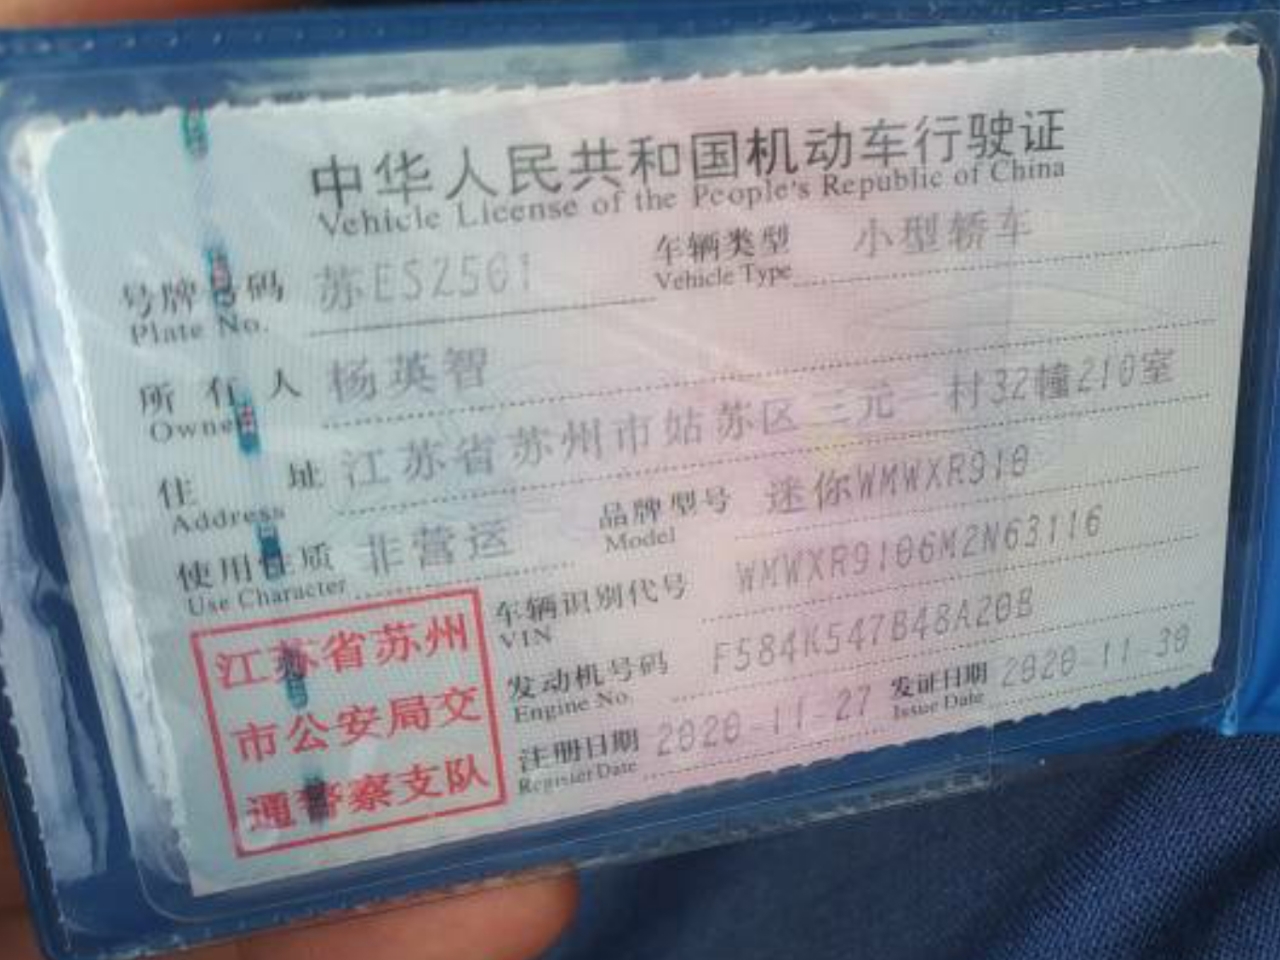 中华人民共和国机动车行驶证
Vehicle License of the People's Republic of China
号牌号码 苏ES2501 车辆类型 小型轿车
Plate No. Vehicle Type
所有人 杨英智
Owner
住址 江苏省苏州市姑苏区三元一村32幢210室
Address
使用性质 非营运 品牌型号 迷你WMWXR910
Use Character Model
车辆识别代号 WMWXR9106M2N63116
VIN
发动机号码 F584K547B48A20B
Engine No.
注册日期 2020-11-27 发证日期 2020-11-30
Register Date Issue Date
江苏省苏州
市公安局交
通警察支队